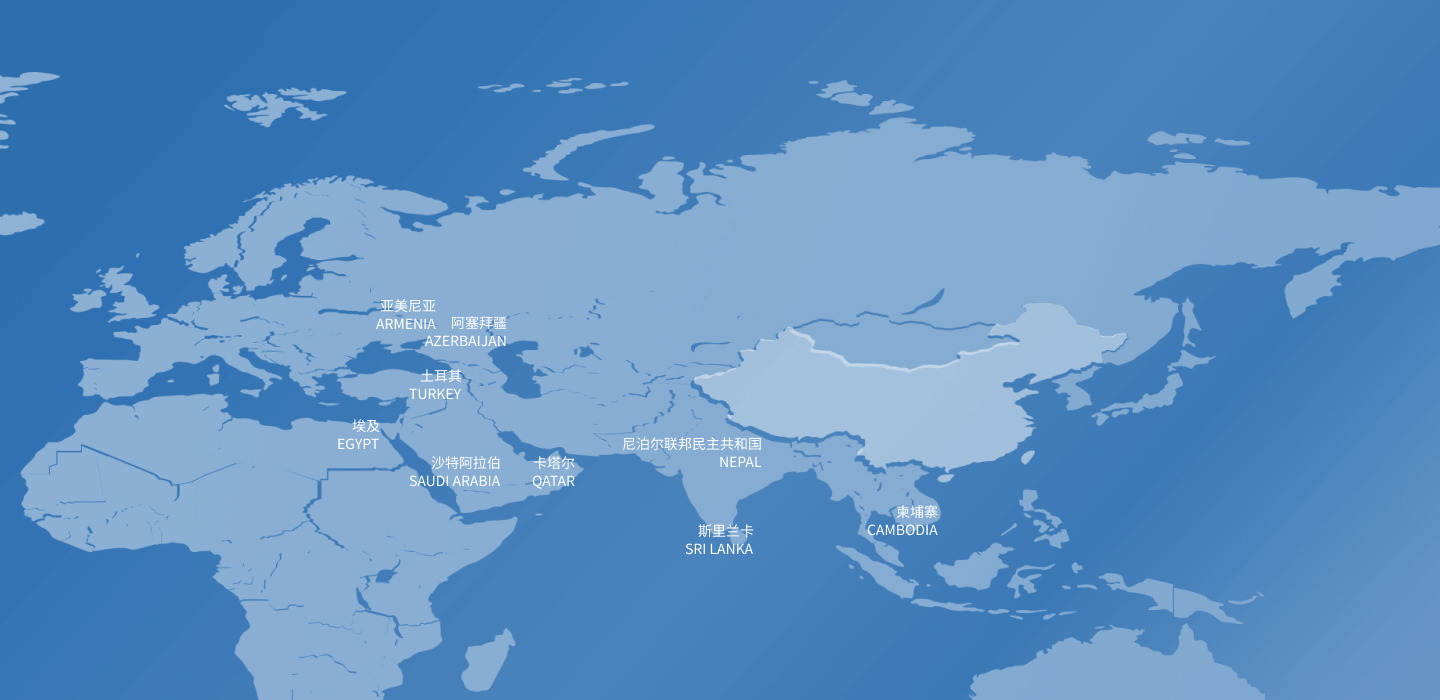 亚美尼亚
ARMENIA
阿塞拜疆
AZERBAIJAN
土耳其
TURKEY
埃及
EGYPT
沙特阿拉伯
SAUDI ARABIA
卡塔尔
QATAR
尼泊尔联邦民主共和国
NEPAL
斯里兰卡
SRI LANKA
柬埔寨
CAMBODIA